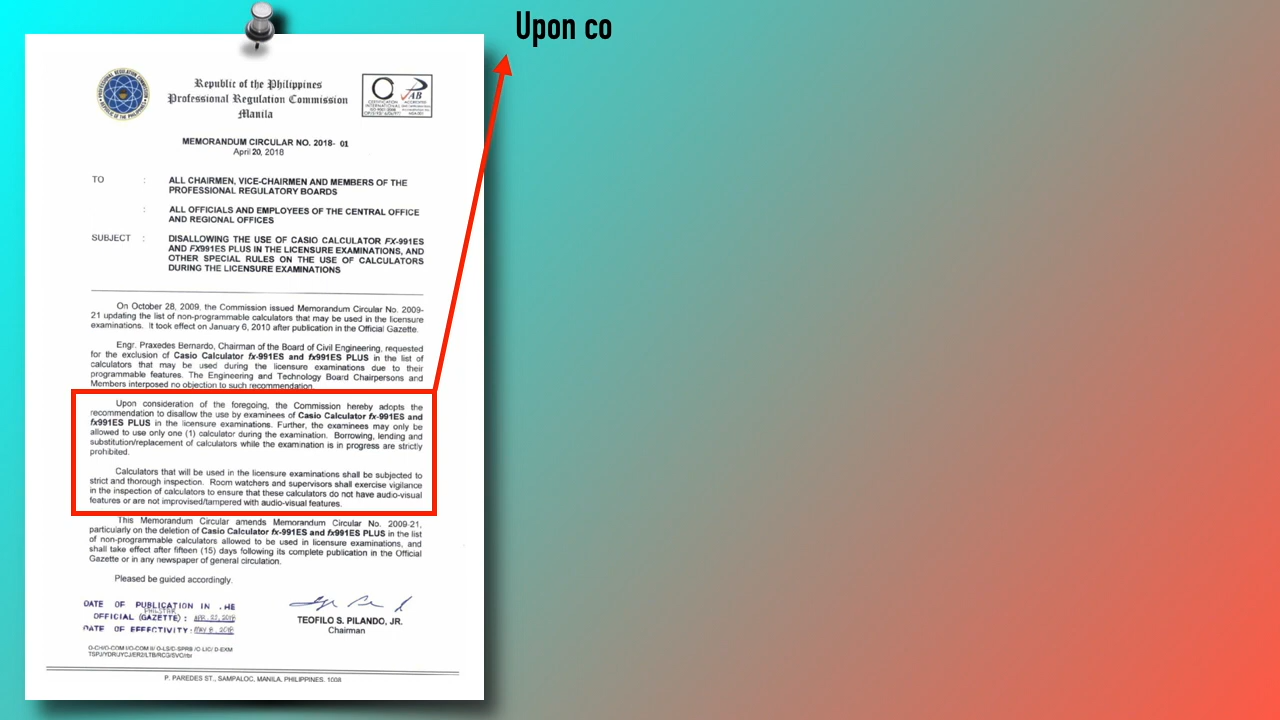 Upon co
Republic of the Philippines
Professional Regulation Commission
Manila
MEMORANDUM CIRCULAR NO. 2018- 01
April 20, 2018
TO : ALL CHAIRMEN, VICE-CHAIRMEN AND MEMBERS OF THE
PROFESSIONAL REGULATORY BOARDS
: ALL OFFICIALS AND EMPLOYEES OF THE CENTRAL OFFICE
AND REGIONAL OFFICES
SUBJECT : DISALLOWING THE USE OF CASIO CALCULATOR FX-991ES
AND FX991ES PLUS IN THE LICENSURE EXAMINATIONS, AND
OTHER SPECIAL RULES ON THE USE OF CALCULATORS
DURING THE LICENSURE EXAMINATIONS
On October 28, 2009, the Commission issued Memorandum Circular No. 2009-
21 updating the list of non-programmable calculators that may be used in the licensure
examinations. It took effect on January 6, 2010 after publication in the Official Gazette.
Engr. Praxedes Bernardo, Chairman of the Board of Civil Engineering, requested
for the exclusion of Casio Calculator fx-991ES and fx991ES PLUS in the list of
calculators that may be used during the licensure examinations due to their
programmable features. The Engineering and Technology Board Chairpersons and
Members interposed no objection to such recommendation.
Upon consideration of the foregoing, the Commission hereby adopts the
recommendation to disallow the use by examinees of Casio Calculator fx-991ES and
fx991ES PLUS in the licensure examinations. Further, the examinees may only be
allowed to use only one (1) calculator during the examination. Borrowing, lending and
substitution/replacement of calculators while the examination is in progress are strictly
prohibited.
Calculators that will be used in the licensure examinations shall be subjected to
strict and thorough inspection. Room watchers and supervisors shall exercise vigilance
in the inspection of calculators to ensure that these calculators do not have audio-visual
features or are not improvised/tampered with audio-visual features.
This Memorandum Circular amends Memorandum Circular No. 2009-21,
particularly on the deletion of Casio Calculator fx-991ES and fx991ES PLUS in the list
of non-programmable calculators allowed to be used in licensure examinations, and
shall take effect after fifteen (15) days following its complete publication in the Official
Gazette or in any newspaper of general circulation.
Pleased be guided accordingly.
DATE OF PUBLICATION IN .HE
PHILSTAR
OFFICIAL (GAZETTE) : APR. 23, 2018
DATE OF EFFECTIVITY: MAY 8, 2018
TEOFILO S. PILANDO, JR.
Chairman
O-CH/O-COM I/O-COM II/ O-LS/C-SPRB /O-LIC/ D-EXM
P. PAREDES ST., SAMPALOC, MANILA, PHILIPPINES. 1008